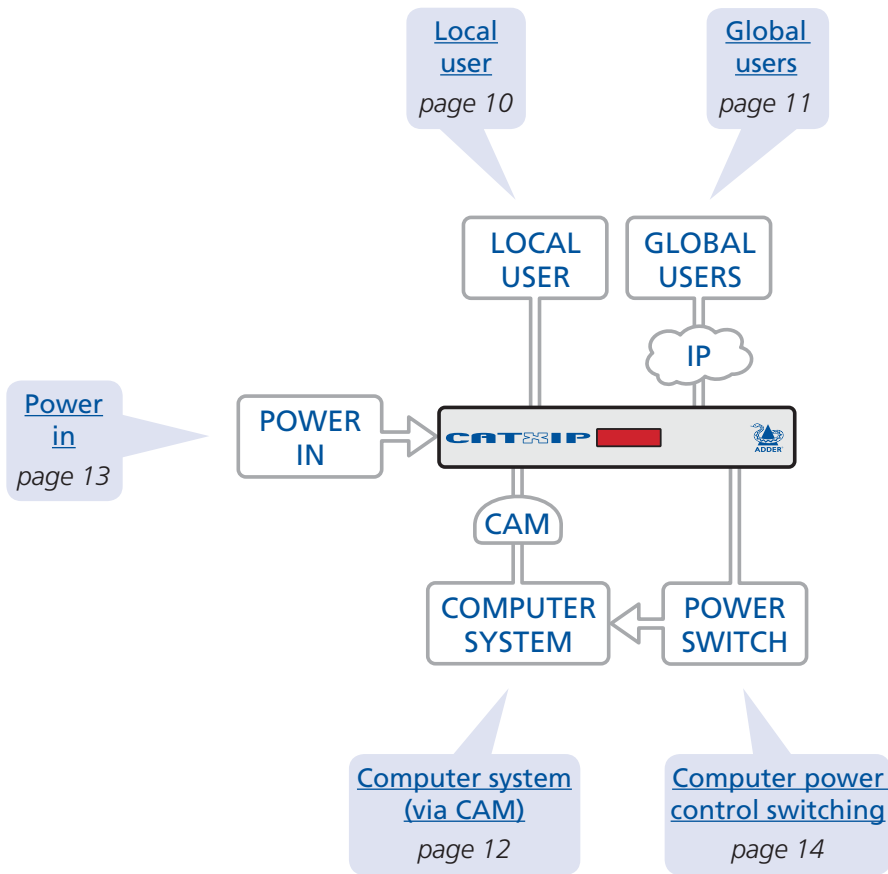 Local
user
page 10
Global
users
page 11
LOCAL
USER
GLOBAL
USERS
IP
Power
in
page 13
POWER
IN
CATXIP
ADDER
CAM
COMPUTER
SYSTEM
POWER
SWITCH
Computer system
(via CAM)
page 12
Computer power
control switching
page 14